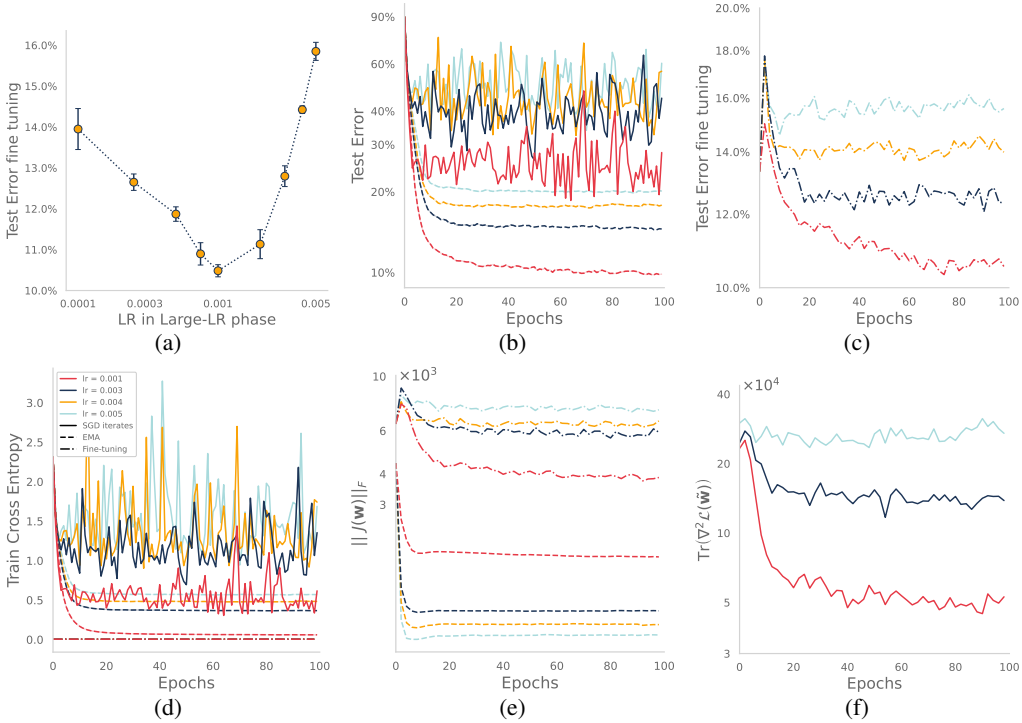 16.0%
15.0%
14.0%
13.0%
12.0%
11.0%
10.0%
Test Error fine tuning
0.0001
0.0003
0.001
0.005
LR in Large-LR phase
(a)
90%
60%
40%
30%
20%
10%
Test Error
0 20 40 60 80 100
Epochs
(b)
20.0%
18.0%
16.0%
14.0%
12.0%
10.0%
Test Error fine tuning
0 20 40 60 80 100
Epochs
(c)
3.0
2.5
2.0
1.5
1.0
0.5
0.0
Train Cross Entropy
lr = 0.001
lr = 0.003
lr = 0.004
lr = 0.005
SGD iterates
EMA
Fine-tuning
0 20 40 60 80 100
Epochs
(d)
×10³
10
6
4
3
|| J(w)||F
0 20 40 60 80 100
Epochs
(e)
×10⁴
40
20
10
5
3
Tr(∇² ℒ(w̃))
0 20 40 60 80 100
Epochs
(f)